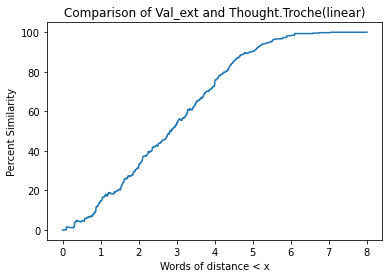 Comparison of Val_ext and Thought.Troche(linear)
100
80
60
40
20
0
Percent Similarity
0 1 2 3 4 5 6 7 8
Words of distance < x